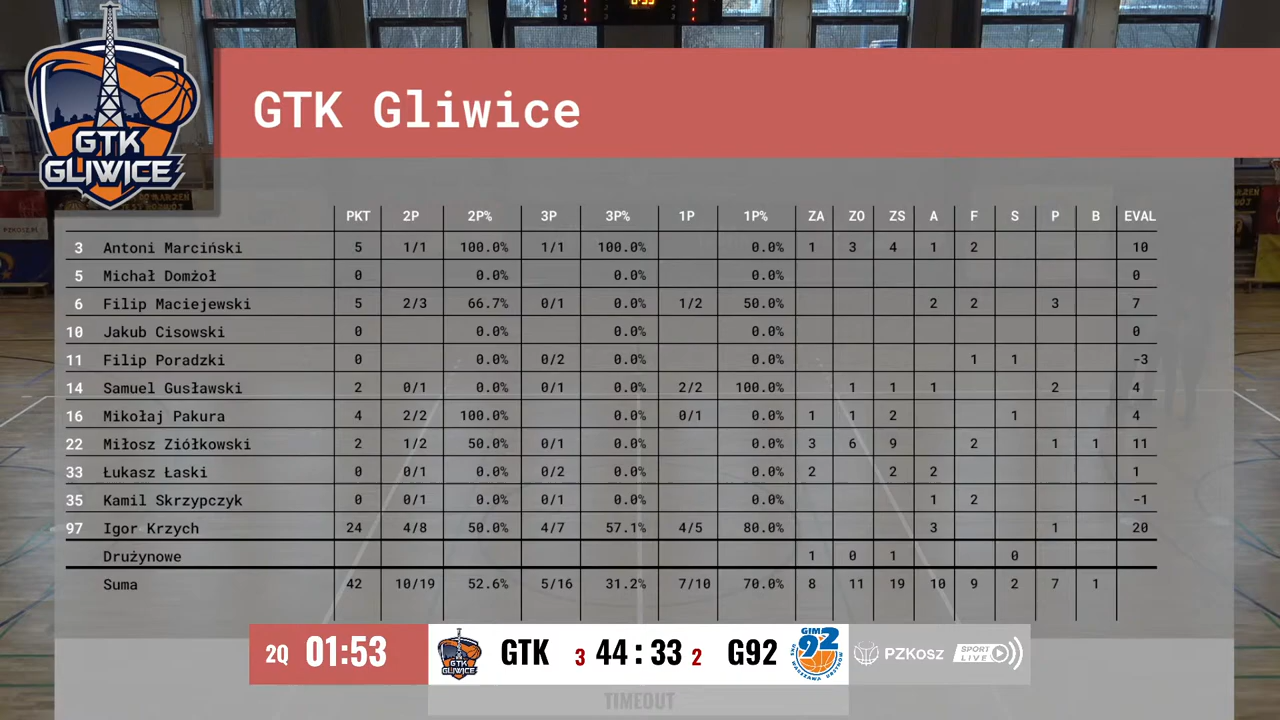 GTK Gliwice
GTK
GLIWICE
PKT 2P 2P% 3P 3P% 1P 1P% ZA ZO ZS A F S P B EVAL
3 Antoni Marciński 5 1/1 100.0% 1/1 100.0% 0.0% 1 3 4 1 2 10
5 Michał Domżoł 0 0.0% 0.0% 0.0% 0
6 Filip Maciejewski 5 2/3 66.7% 0/1 0.0% 1/2 50.0% 2 2 3 7
10 Jakub Cisowski 0 0.0% 0.0% 0.0% 0
11 Filip Poradzki 0 0.0% 0/2 0.0% 0.0% 1 1 -3
14 Samuel Gusławski 2 0/1 0.0% 0/1 0.0% 2/2 100.0% 1 1 1 2 4
16 Mikołaj Pakura 4 2/2 100.0% 0.0% 0/1 0.0% 1 1 2 1 4
22 Miłosz Ziółkowski 2 1/2 50.0% 0/1 0.0% 0.0% 3 6 9 2 1 1 11
33 Łukasz Łaski 0 0/1 0.0% 0/2 0.0% 0.0% 2 2 2 1
35 Kamil Skrzypczyk 0 0/1 0.0% 0/1 0.0% 0.0% 1 2 -1
97 Igor Krzych 24 4/8 50.0% 4/7 57.1% 4/5 80.0% 3 1 20
Drużynowe 1 0 1 0
Suma 42 10/19 52.6% 5/16 31.2% 7/10 70.0% 8 11 19 10 9 2 7 1
2Q 01:53 GTK 3 44 : 33 2 G92 PZKosz SPORT LIVE
TIMEOUT